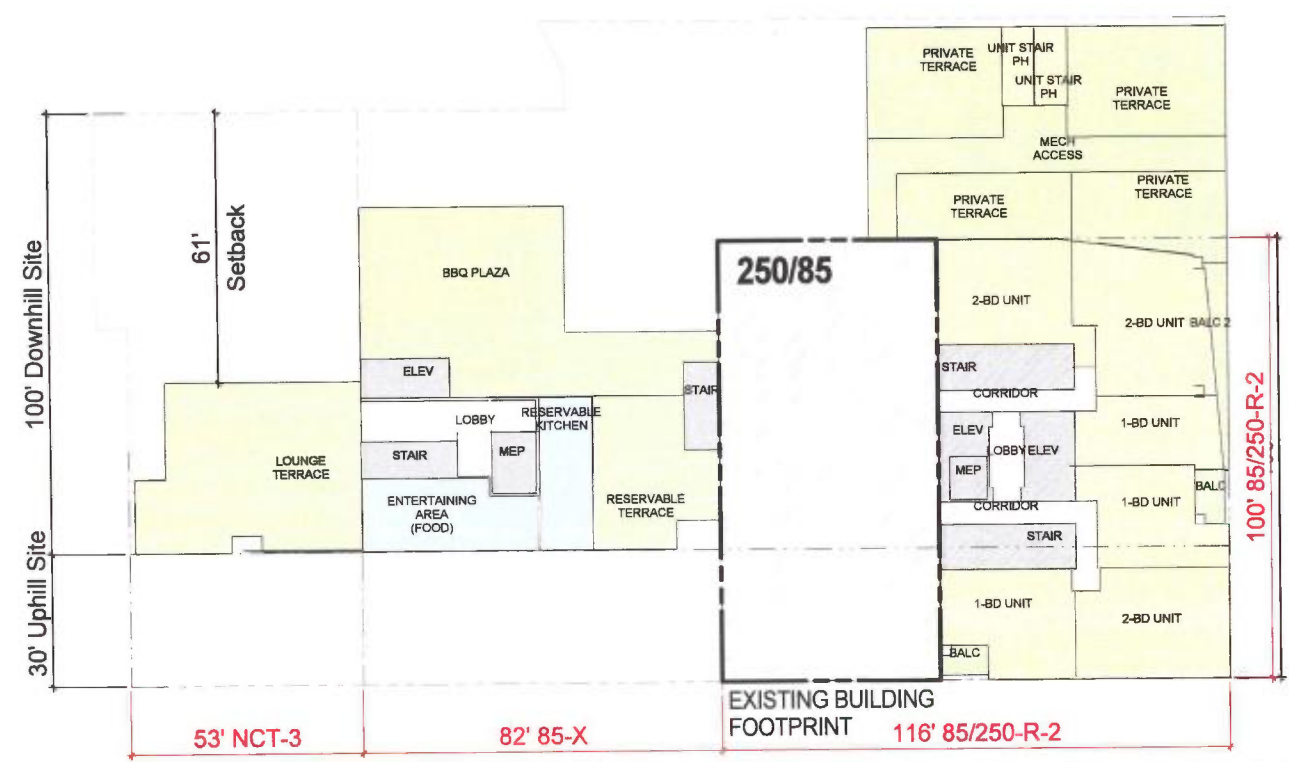 PRIVATE
TERRACE
UNIT STAIR
PH
UNIT STAIR
PH
PRIVATE
TERRACE
MECH
ACCESS
PRIVATE
TERRACE
PRIVATE
TERRACE
61'
Setback
100' Downhill Site
30' Uphill Site
BBQ PLAZA
ELEV
LOBBY
RESERVABLE
KITCHEN
STAIR
MEP
STAIR
LOUNGE
TERRACE
ENTERTAINING
AREA
(FOOD)
RESERVABLE
TERRACE
250/85
2-BD UNIT
2-BD UNIT
BALC 2
STAIR
CORRIDOR
1-BD UNIT
ELEV
LOBBY
ELEV
MEP
1-BD UNIT
BALC
CORRIDOR
STAIR
1-BD UNIT
2-BD UNIT
BALC
100' 85/250-R-2
EXISTING BUILDING
FOOTPRINT
53' NCT-3
82' 85-X
116' 85/250-R-2